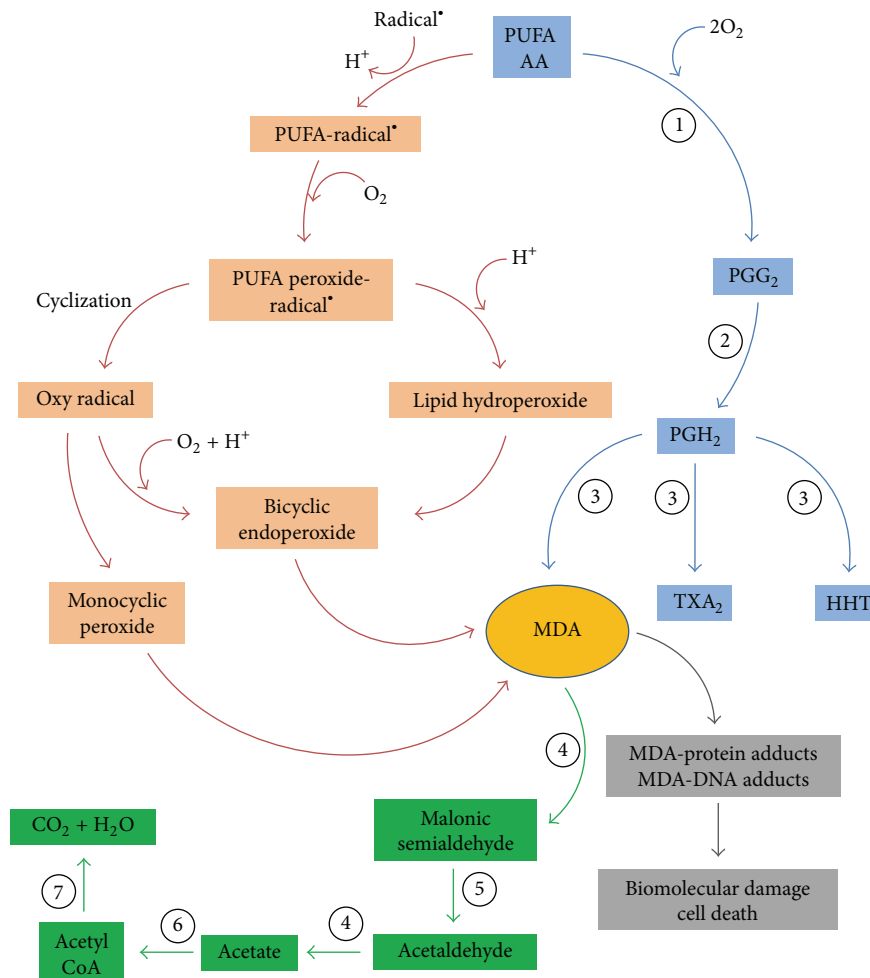 Radical•
PUFA
AA
2O₂
H⁺
1
PUFA-radical•
O₂
PUFA peroxide-
radical•
H⁺
PGG₂
Cyclization
2
Oxy radical
Lipid hydroperoxide
O₂ + H⁺
PGH₂
Bicyclic
endoperoxide
3
3
3
Monocyclic
peroxide
MDA
TXA₂
HHT
4
MDA-protein adducts
MDA-DNA adducts
CO₂ + H₂O
Malonic
semialdehyde
7
5
Biomolecular damage
cell death
Acetyl
CoA
6
Acetate
4
Acetaldehyde